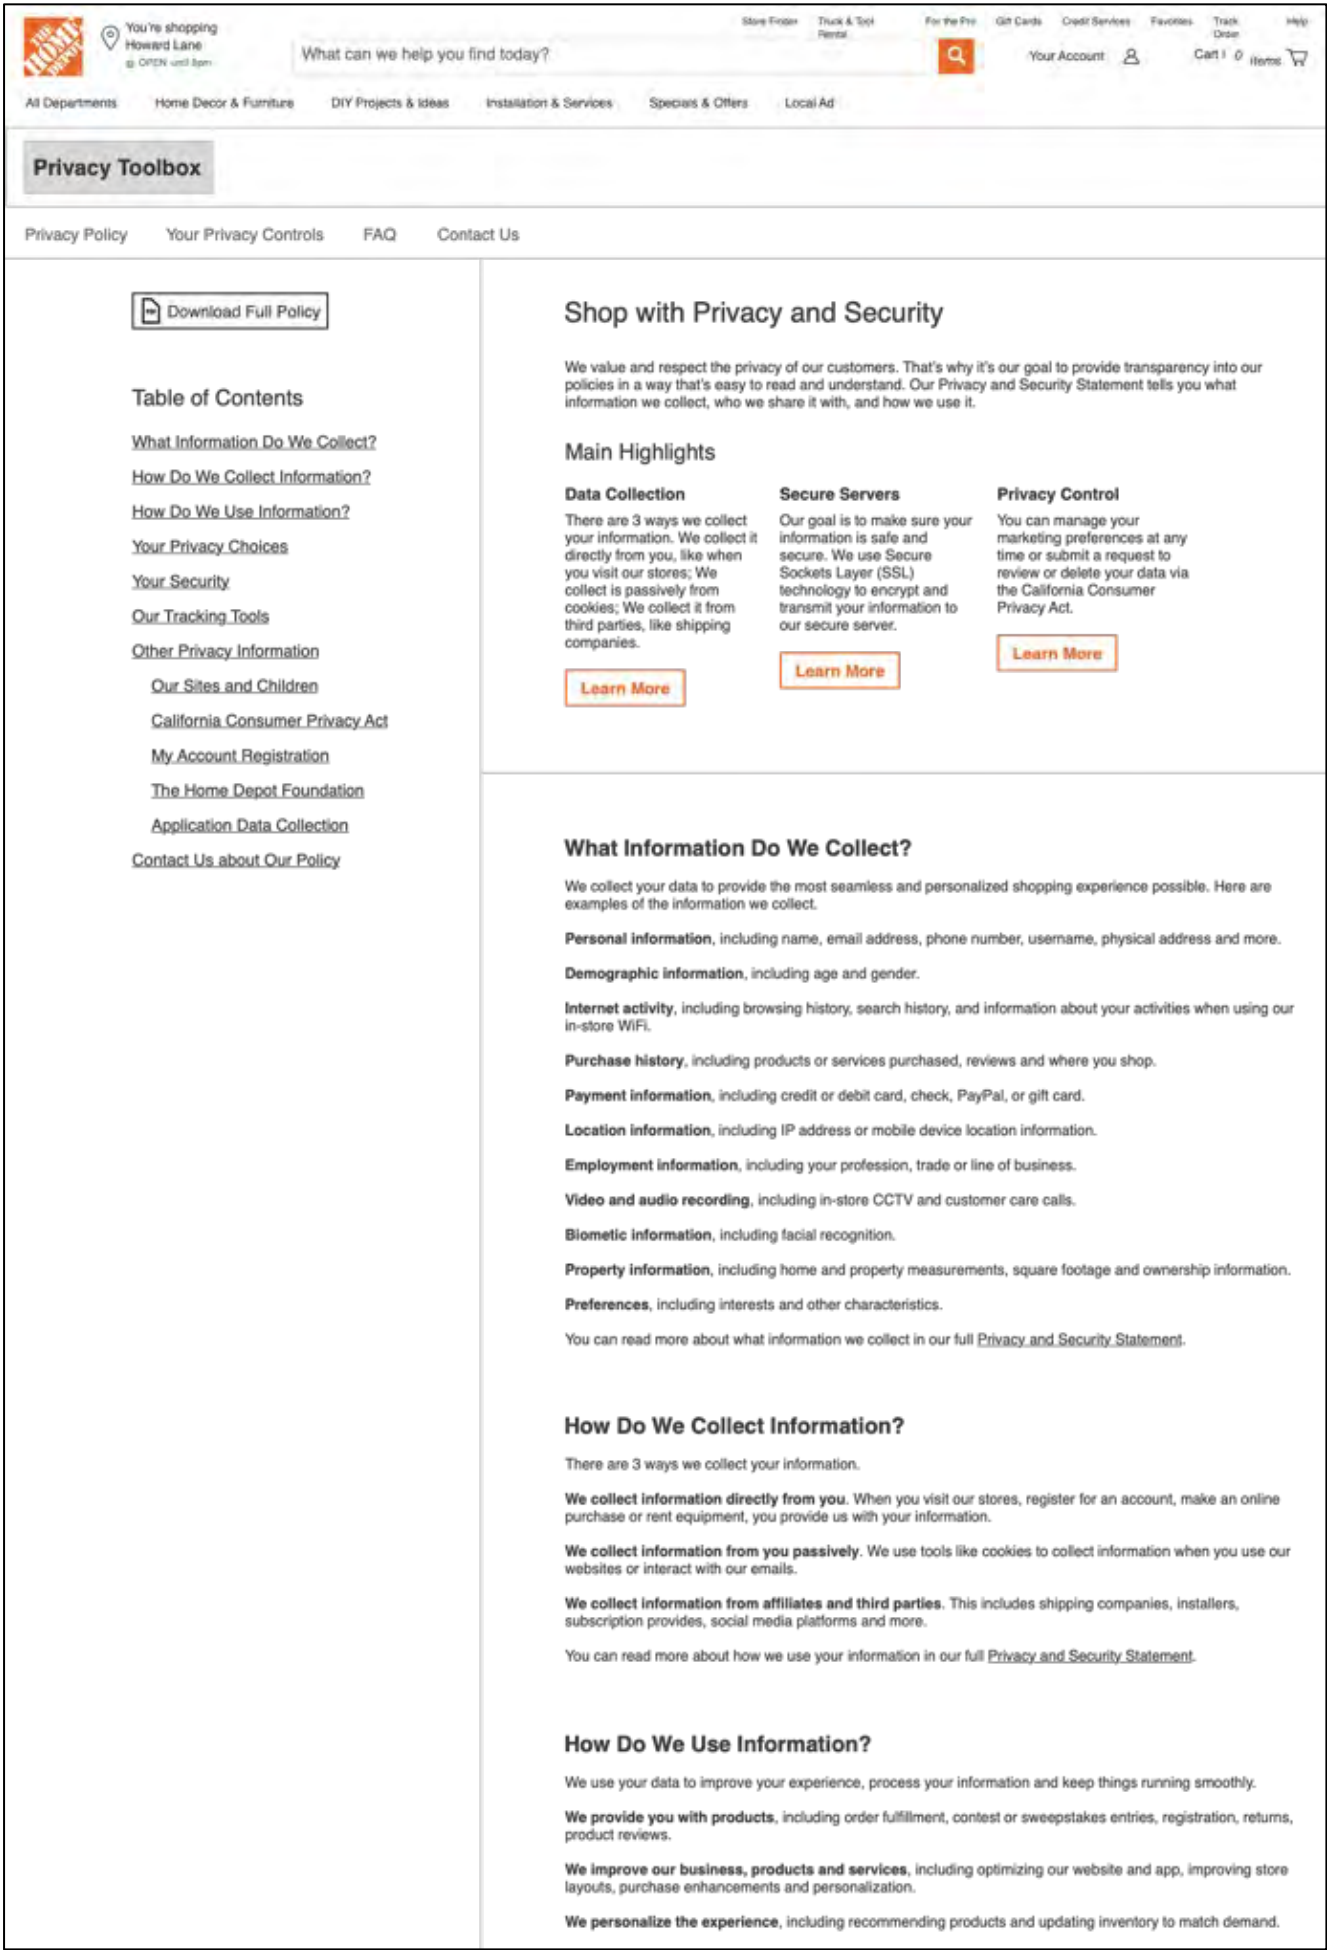 THE HOME DEPOT
You're shopping
Howard Lane
OPEN until 8pm
What can we help you find today?
Store Finder
Truck & Tool
Rental
For the Pro
Gift Cards
Credit Services
Favorites
Track
Order
Help
Your Account
Cart | 0 items
All Departments
Home Decor & Furniture
DIY Projects & Ideas
Installation & Services
Specials & Offers
Local Ad
Privacy Toolbox
Privacy Policy
Your Privacy Controls
FAQ
Contact Us
Download Full Policy
Table of Contents
What Information Do We Collect?
How Do We Collect Information?
How Do We Use Information?
Your Privacy Choices
Your Security
Our Tracking Tools
Other Privacy Information
Our Sites and Children
California Consumer Privacy Act
My Account Registration
The Home Depot Foundation
Application Data Collection
Contact Us about Our Policy
Shop with Privacy and Security
We value and respect the privacy of our customers. That's why it's our goal to provide transparency into our
policies in a way that's easy to read and understand. Our Privacy and Security Statement tells you what
information we collect, who we share it with, and how we use it.
Main Highlights
Data Collection
There are 3 ways we collect
your information. We collect it
directly from you, like when
you visit our stores; We
collect is passively from
cookies; We collect it from
third parties, like shipping
companies.
Learn More
Secure Servers
Our goal is to make sure your
information is safe and
secure. We use Secure
Sockets Layer (SSL)
technology to encrypt and
transmit your information to
our secure server.
Learn More
Privacy Control
You can manage your
marketing preferences at any
time or submit a request to
review or delete your data via
the California Consumer
Privacy Act.
Learn More
What Information Do We Collect?
We collect your data to provide the most seamless and personalized shopping experience possible. Here are
examples of the information we collect.
Personal information, including name, email address, phone number, username, physical address and more.
Demographic information, including age and gender.
Internet activity, including browsing history, search history, and information about your activities when using our
in-store WiFi.
Purchase history, including products or services purchased, reviews and where you shop.
Payment information, including credit or debit card, check, PayPal, or gift card.
Location information, including IP address or mobile device location information.
Employment information, including your profession, trade or line of business.
Video and audio recording, including in-store CCTV and customer care calls.
Biometic information, including facial recognition.
Property information, including home and property measurements, square footage and ownership information.
Preferences, including interests and other characteristics.
You can read more about what information we collect in our full Privacy and Security Statement.
How Do We Collect Information?
There are 3 ways we collect your information.
We collect information directly from you. When you visit our stores, register for an account, make an online
purchase or rent equipment, you provide us with your information.
We collect information from you passively. We use tools like cookies to collect information when you use our
websites or interact with our emails.
We collect information from affiliates and third parties. This includes shipping companies, installers,
subscription provides, social media platforms and more.
You can read more about how we use your information in our full Privacy and Security Statement.
How Do We Use Information?
We use your data to improve your experience, process your information and keep things running smoothly.
We provide you with products, including order fulfillment, contest or sweepstakes entries, registration, returns,
product reviews.
We improve our business, products and services, including optimizing our website and app, improving store
layouts, purchase enhancements and personalization.
We personalize the experience, including recommending products and updating inventory to match demand.